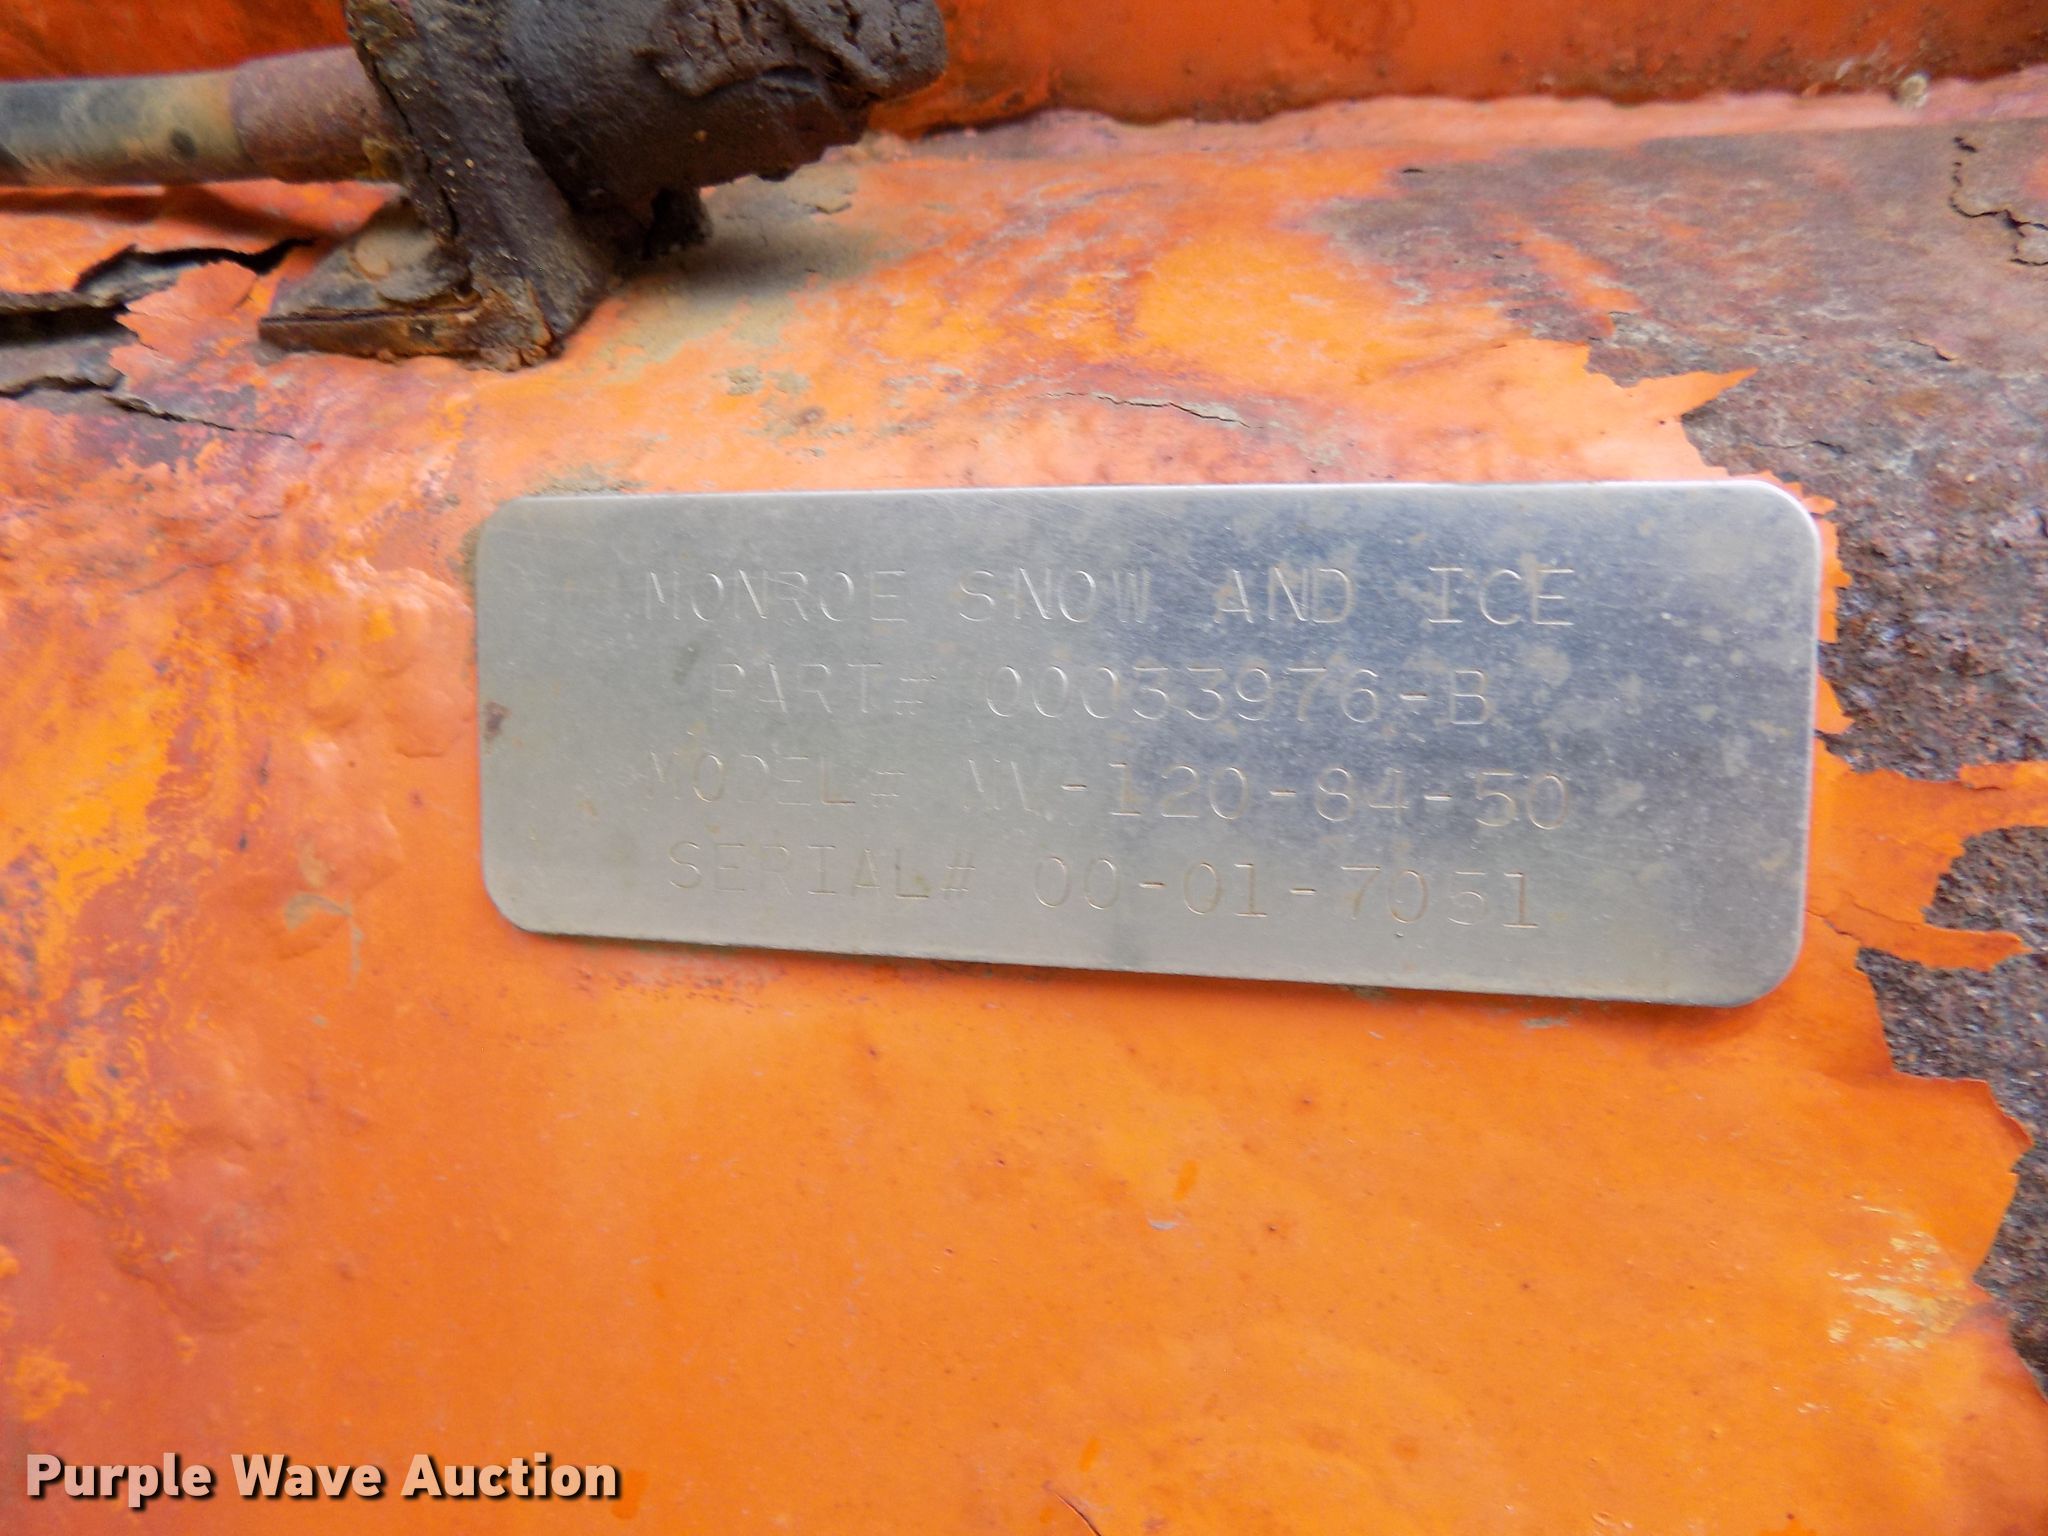 MONROE SNOW AND ICE
PART# 00033976-B
MODEL# MV-120-84-50
SERIAL# 00-01-7051
Purple Wave Auction